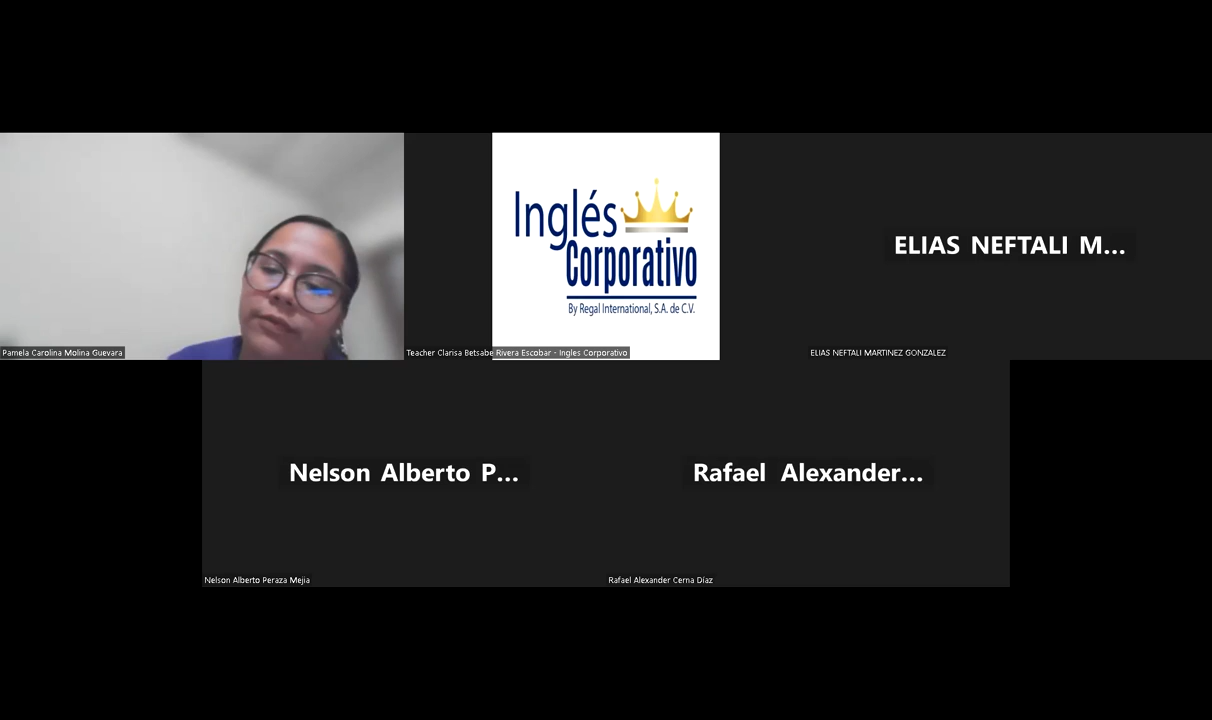 Inglés
Corporativo
By Regal International, S.A. de C.V.
ELIAS NEFTALI M...
Pamela Carolina Molina Guevara
Teacher Clarisa Betsabe Rivera Escobar - Ingles Corporativo
ELIAS NEFTALI MARTINEZ GONZALEZ
Nelson Alberto P...
Rafael Alexander...
Nelson Alberto Peraza Mejia
Rafael Alexander Cerna Díaz